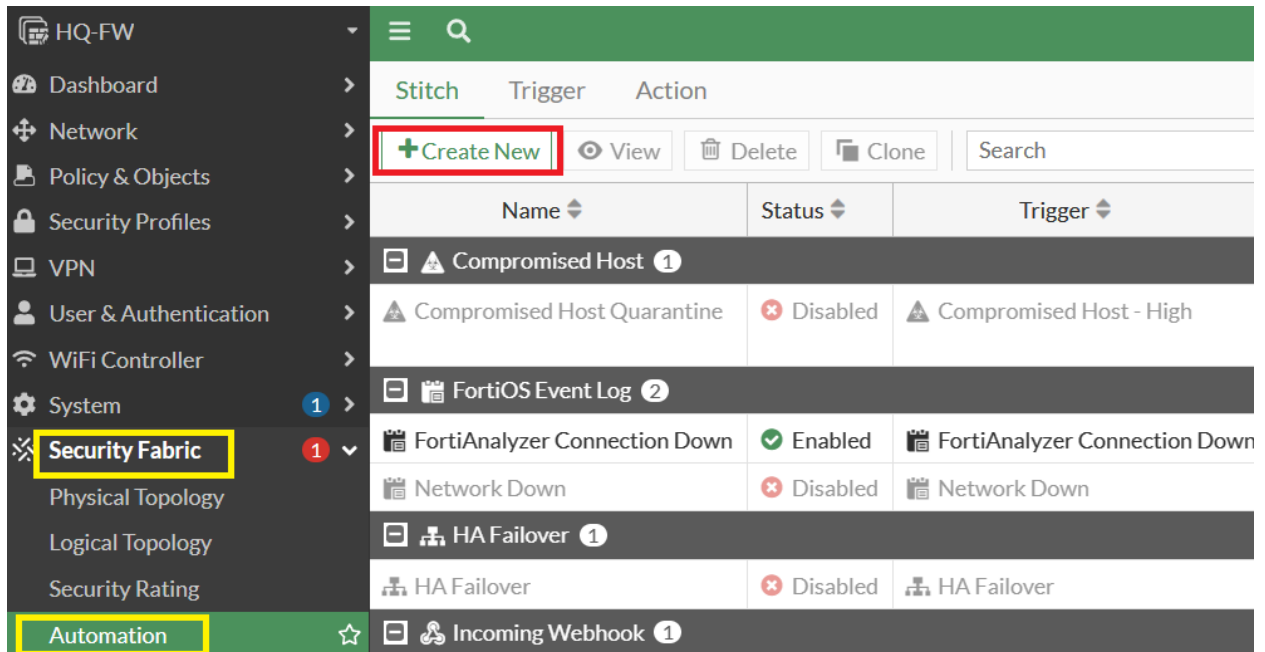 HQ-FW
Dashboard
Network
Policy & Objects
Security Profiles
VPN
User & Authentication
WiFi Controller
System 1
Security Fabric 1
Physical Topology
Logical Topology
Security Rating
Automation
Stitch Trigger Action
Create New View Delete Clone Search
Name Status Trigger
Compromised Host 1
Compromised Host Quarantine Disabled Compromised Host - High
FortiOS Event Log 2
FortiAnalyzer Connection Down Enabled FortiAnalyzer Connection Down
Network Down Disabled Network Down
HA Failover 1
HA Failover Disabled HA Failover
Incoming Webhook 1